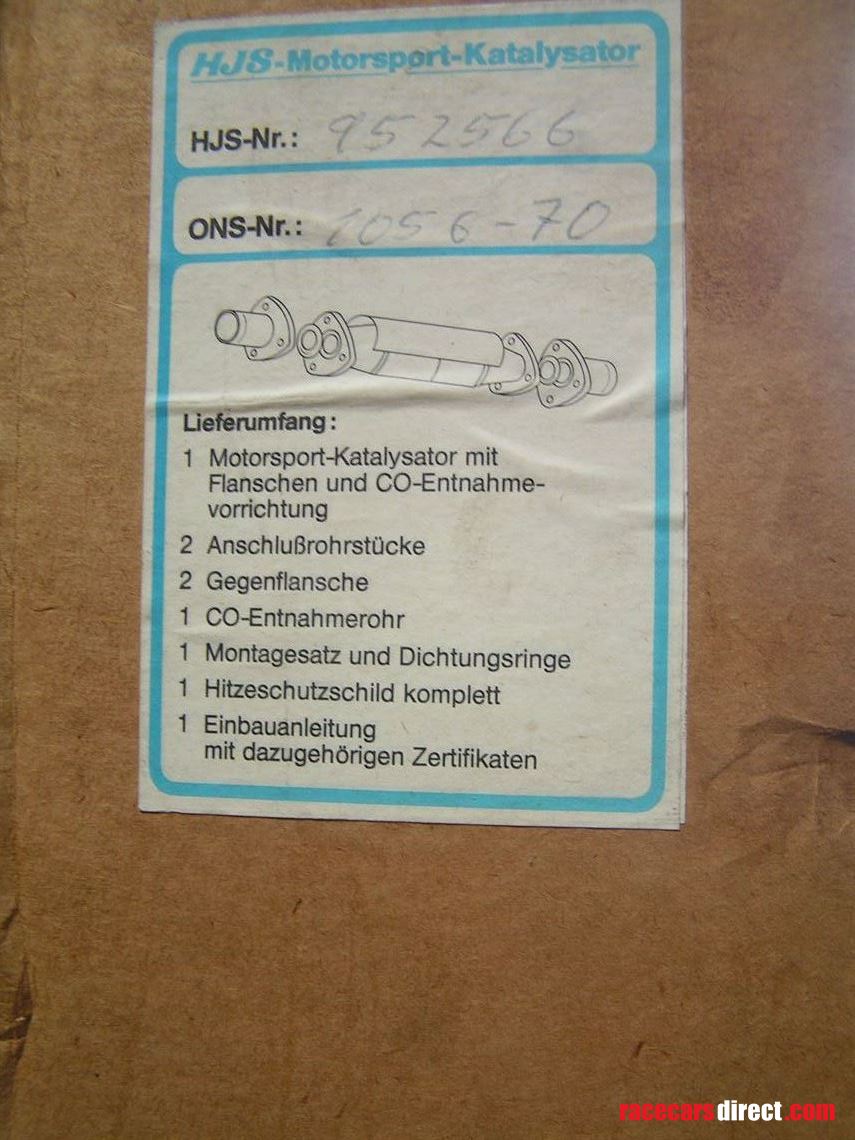 HJS-Motorsport-Katalysator
HJS-Nr.: 952566
ONS-Nr.: 1056-70
Lieferumfang:
1 Motorsport-Katalysator mit
Flanschen und CO-Entnahme-
vorrichtung
2 Anschlußrohrstücke
2 Gegenflansche
1 CO-Entnahmerohr
1 Montagesatz und Dichtungsringe
1 Hitzeschutzschild komplett
1 Einbauanleitung
mit dazugehörigen Zertifikaten
racecarsdirect.com